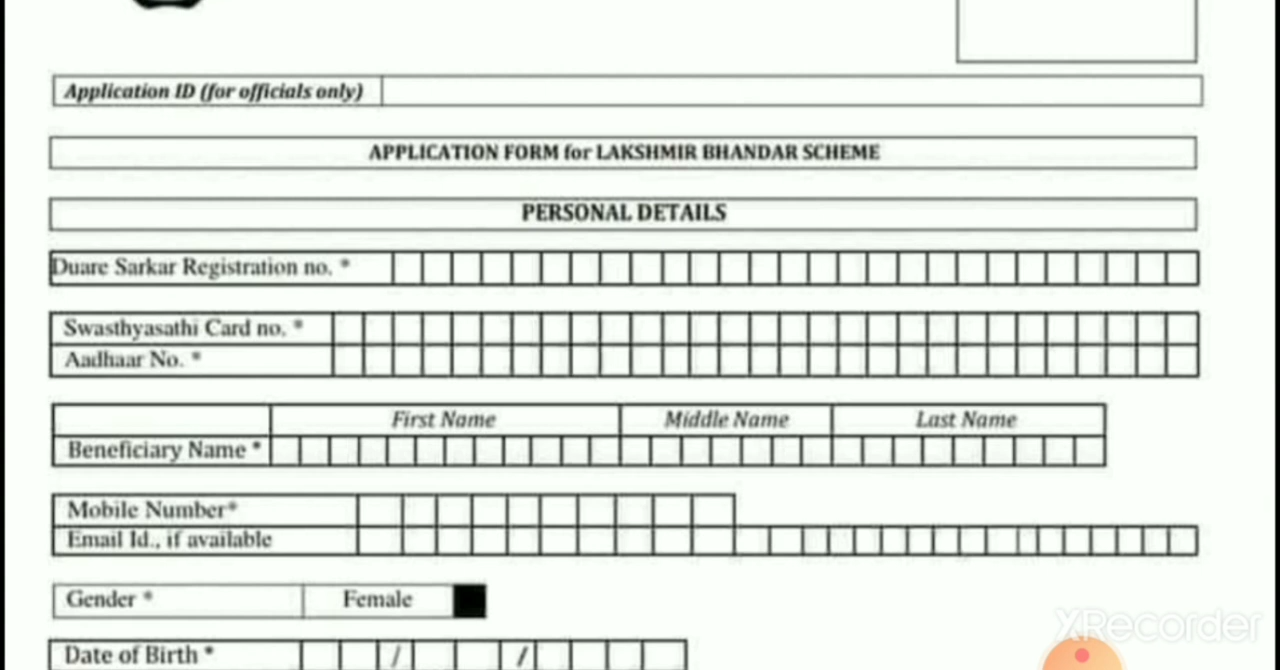 Application ID (for officials only)
APPLICATION FORM for LAKSHMIR BHANDAR SCHEME
PERSONAL DETAILS
Duare Sarkar Registration no. *
Swasthyasathi Card no. *
Aadhaar No. *
First Name Middle Name Last Name
Beneficiary Name *
Mobile Number*
Email Id., if available
Gender * Female
XRecorder
Date of Birth * / /